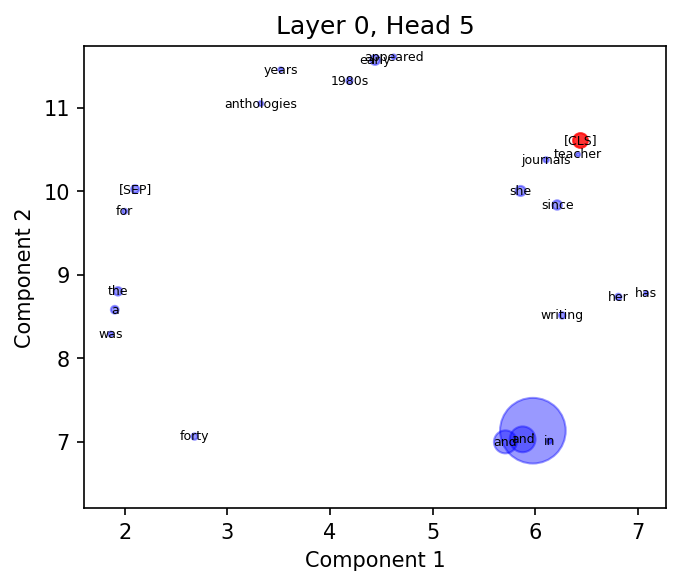 Layer 0, Head 5
appeared
early
years
1980s
anthologies
[CLS]
teacher
journals
[SEP]
she
for
since
the
her
has
a
writing
was
forty
and
and
in
11
10
9
8
7
2
3
4
5
6
7
Component 1
Component 2